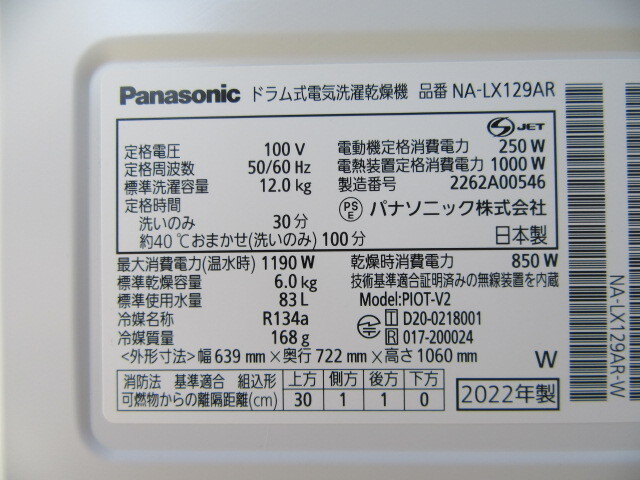 Panasonic ドラム式電気洗濯乾燥機 品番 NA-LX129AR
S JET
定格電圧 100 V
定格周波数 50/60 Hz
標準洗濯容量 12.0 kg
定格時間
洗いのみ 30 分
約40℃おまかせ(洗いのみ) 100 分
電動機定格消費電力 250 W
電熱装置定格消費電力 1000 W
製造番号 2262A00546
PSE パナソニック株式会社
日本製
最大消費電力(温水時) 1190 W
標準乾燥容量 6.0 kg
標準使用水量 83 L
冷媒名称 R134a
冷媒質量 168 g
乾燥時消費電力 850 W
技術基準適合証明済みの無線装置を内蔵
Model:PIOT-V2
T D20-0218001
R 017-200024
<外形寸法> 幅 639 mm × 奥行 722 mm × 高さ 1060 mm
W
消防法 基準適合 組込形 上方 側方 後方 下方
可燃物からの離隔距離(cm) 30 1 1 0
2022年製
NA-LX129AR-W